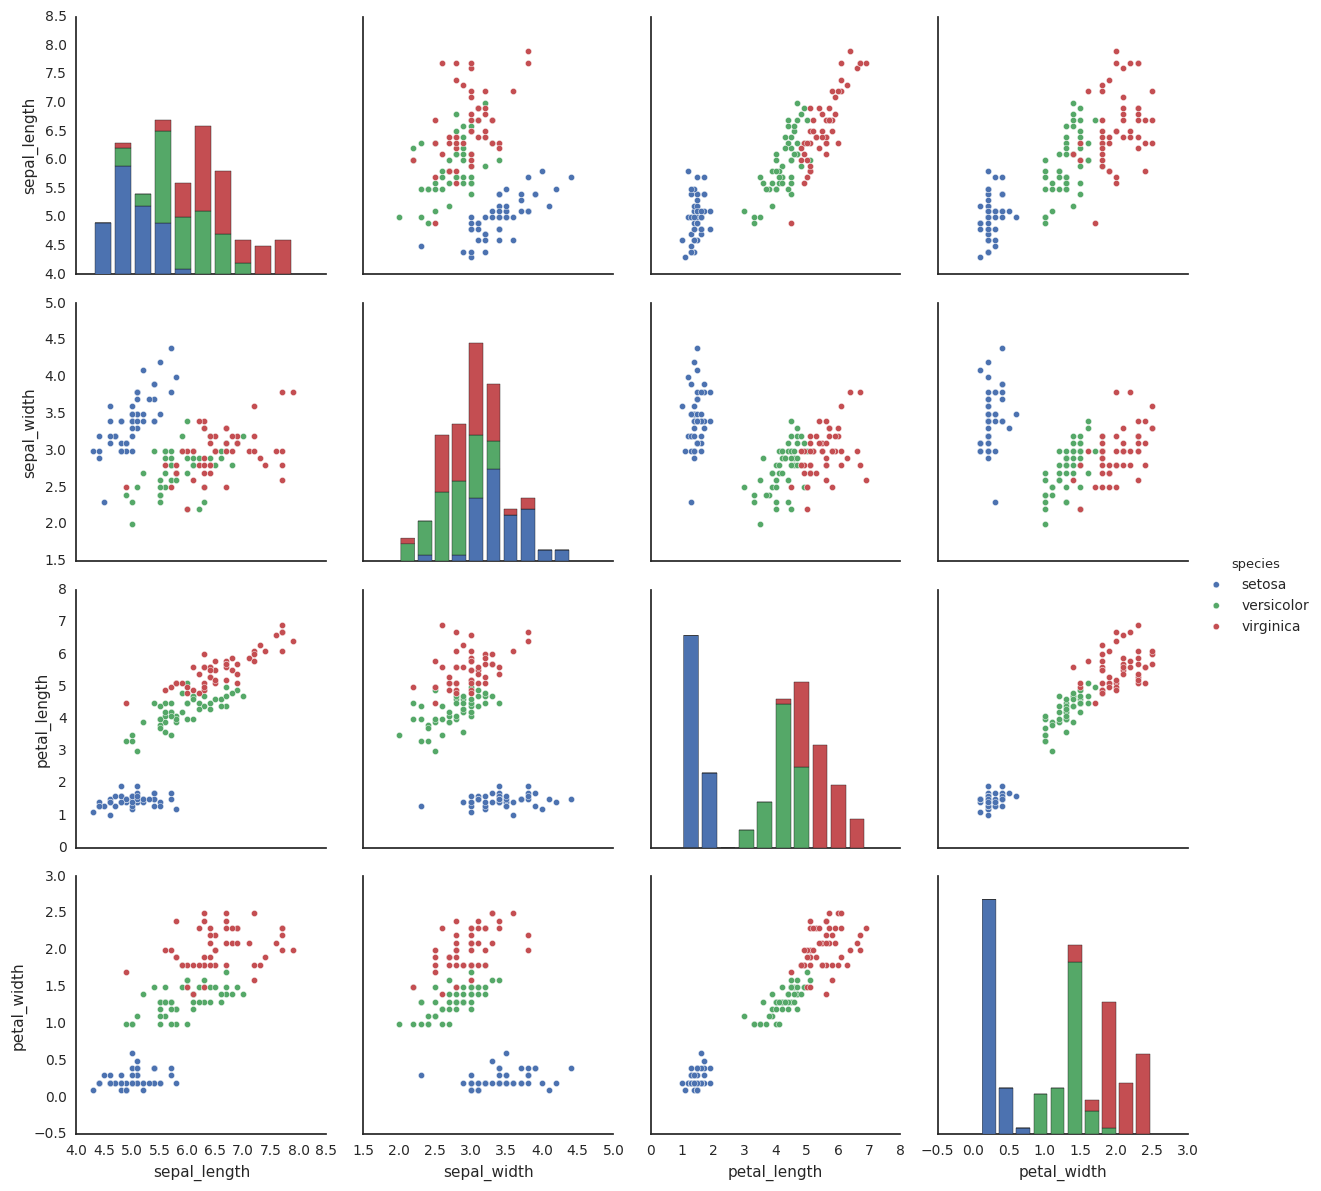 8.5
8.0
7.5
7.0
6.5
6.0
5.5
5.0
4.5
4.0
sepal_length
5.0
4.5
4.0
3.5
3.0
2.5
2.0
1.5
sepal_width
8
7
6
5
4
3
2
1
0
petal_length
species
setosa
versicolor
virginica
3.0
2.5
2.0
1.5
1.0
0.5
0.0
−0.5
petal_width
4.0 4.5 5.0 5.5 6.0 6.5 7.0 7.5 8.0 8.5
sepal_length
1.5 2.0 2.5 3.0 3.5 4.0 4.5 5.0
sepal_width
0 1 2 3 4 5 6 7 8
petal_length
−0.5 0.0 0.5 1.0 1.5 2.0 2.5 3.0
petal_width